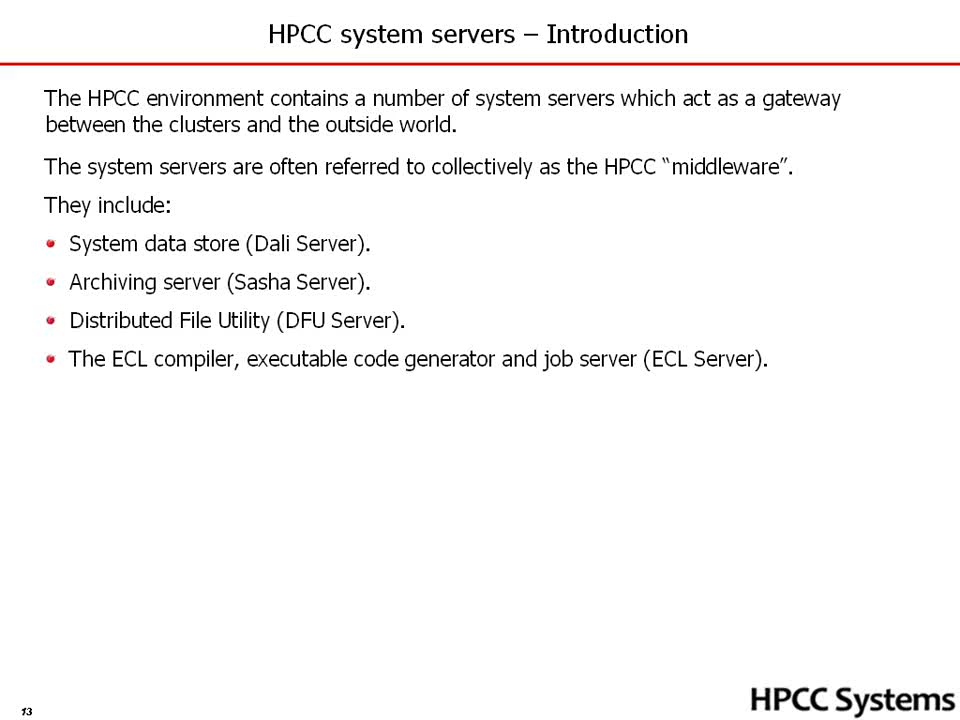 HPCC system servers – Introduction
The HPCC environment contains a number of system servers which act as a gateway
between the clusters and the outside world.
The system servers are often referred to collectively as the HPCC “middleware”.
They include:
System data store (Dali Server).
Archiving server (Sasha Server).
Distributed File Utility (DFU Server).
The ECL compiler, executable code generator and job server (ECL Server).
13
HPCC Systems